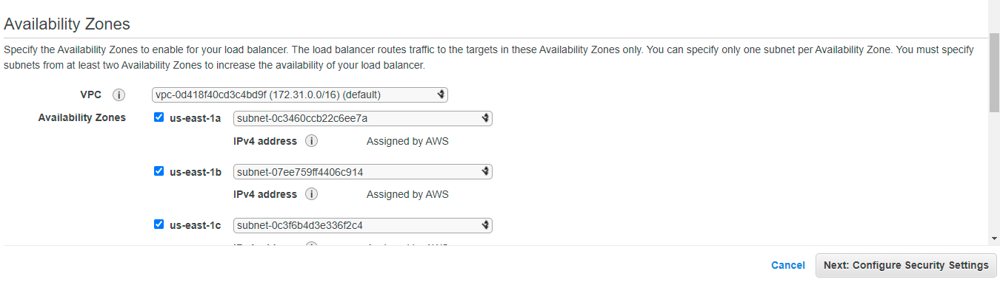 Availability Zones
Specify the Availability Zones to enable for your load balancer. The load balancer routes traffic to the targets in these Availability Zones only. You can specify only one subnet per Availability Zone. You must specify
subnets from at least two Availability Zones to increase the availability of your load balancer.
VPC i vpc-0d418f40cd3c4bd9f (172.31.0.0/16) (default)
Availability Zones us-east-1a subnet-0c3460ccb22c6ee7a
IPv4 address i Assigned by AWS
us-east-1b subnet-07ee759ff4406c914
IPv4 address i Assigned by AWS
us-east-1c subnet-0c3f6b4d3e336f2c4
Cancel Next: Configure Security Settings